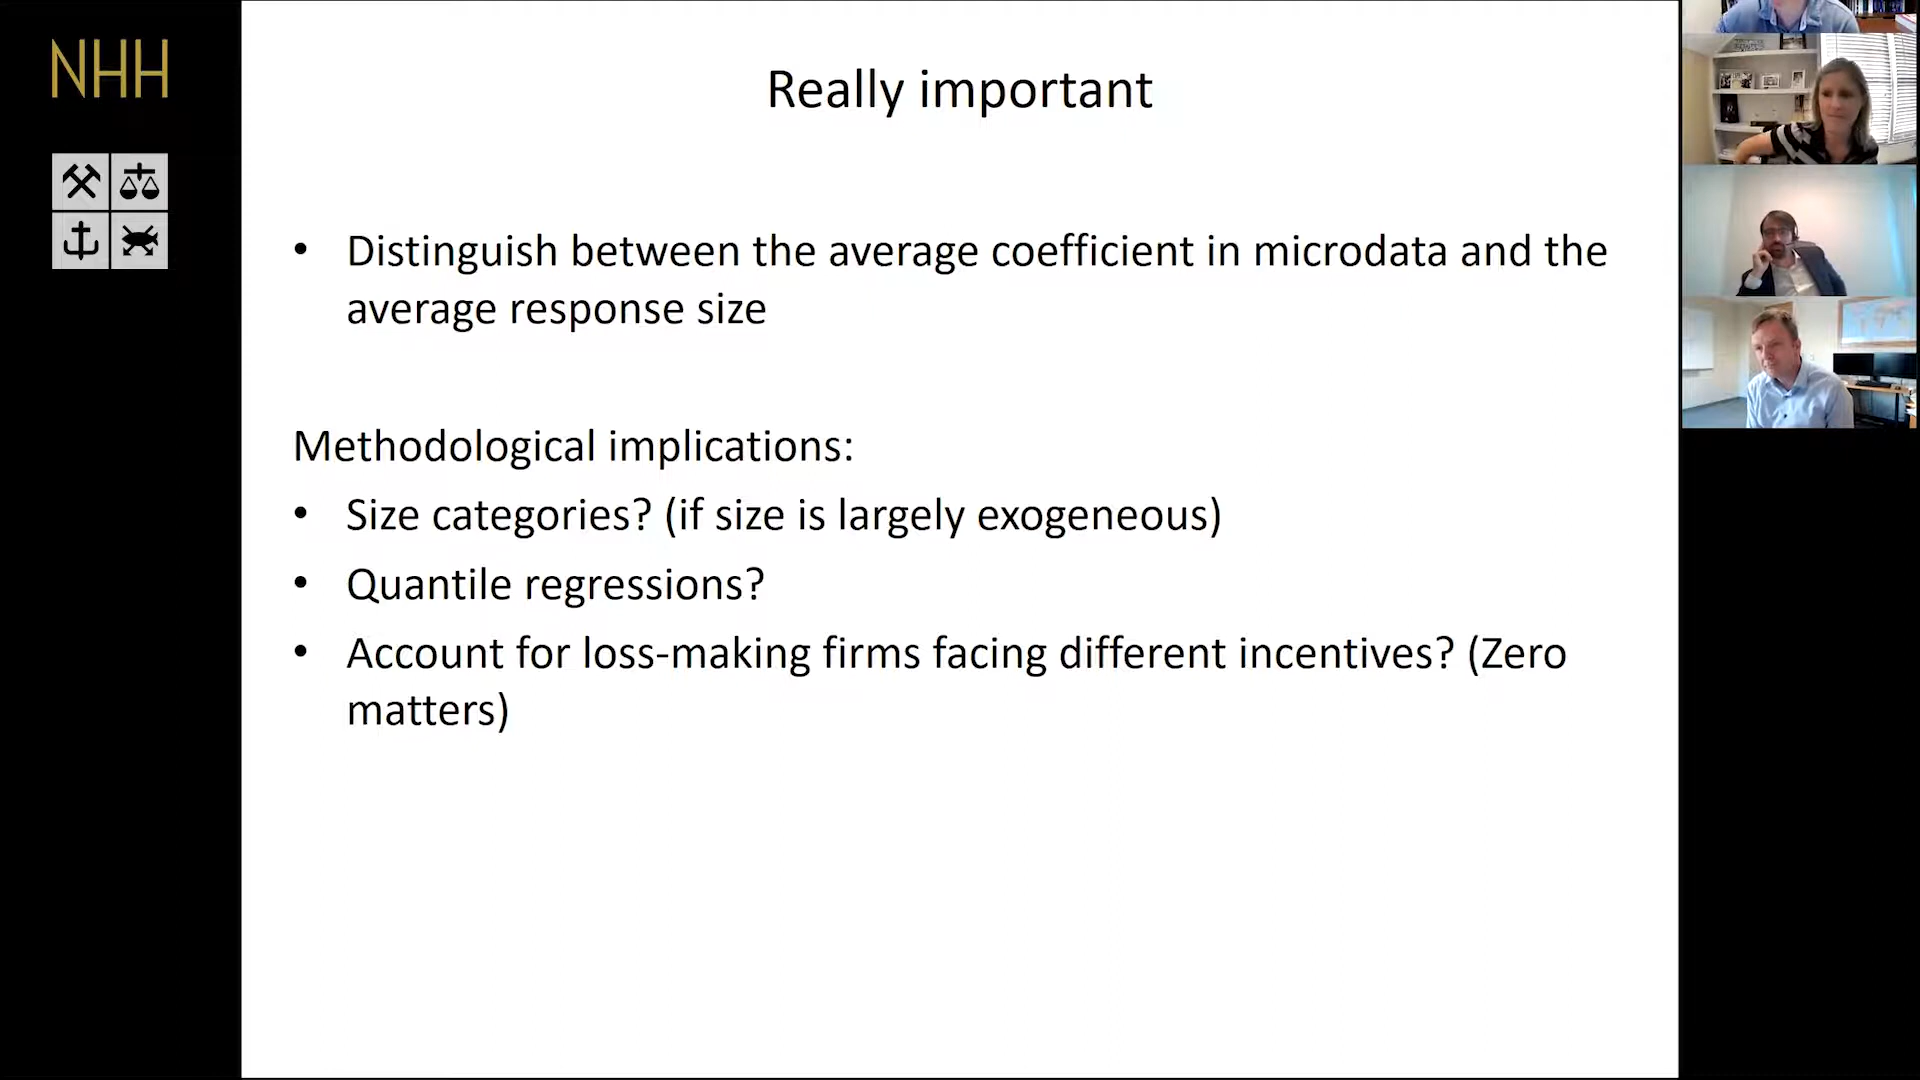 NHH
Really important
• Distinguish between the average coefficient in microdata and the
average response size
Methodological implications:
• Size categories? (if size is largely exogeneous)
• Quantile regressions?
• Account for loss-making firms facing different incentives? (Zero
matters)